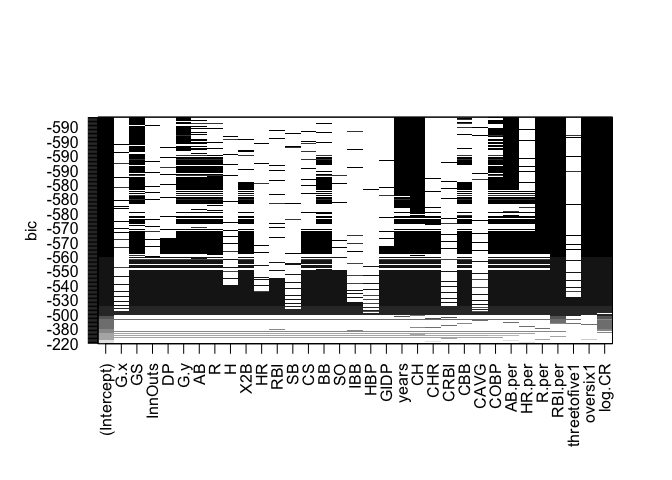 bic
-590
-590
-590
-590
-580
-580
-580
-570
-570
-560
-550
-540
-530
-500
-380
-220
(Intercept)
G.x
GS
InnOuts
DP
G.y
AB
R
H
X2B
HR
RBI
SB
CS
BB
SO
IBB
HBP
GIDP
years
CH
CHR
CRBI
CBB
CAVG
COBP
AB.per
HR.per
R.per
RBI.per
threetofive1
oversix1
log.CR